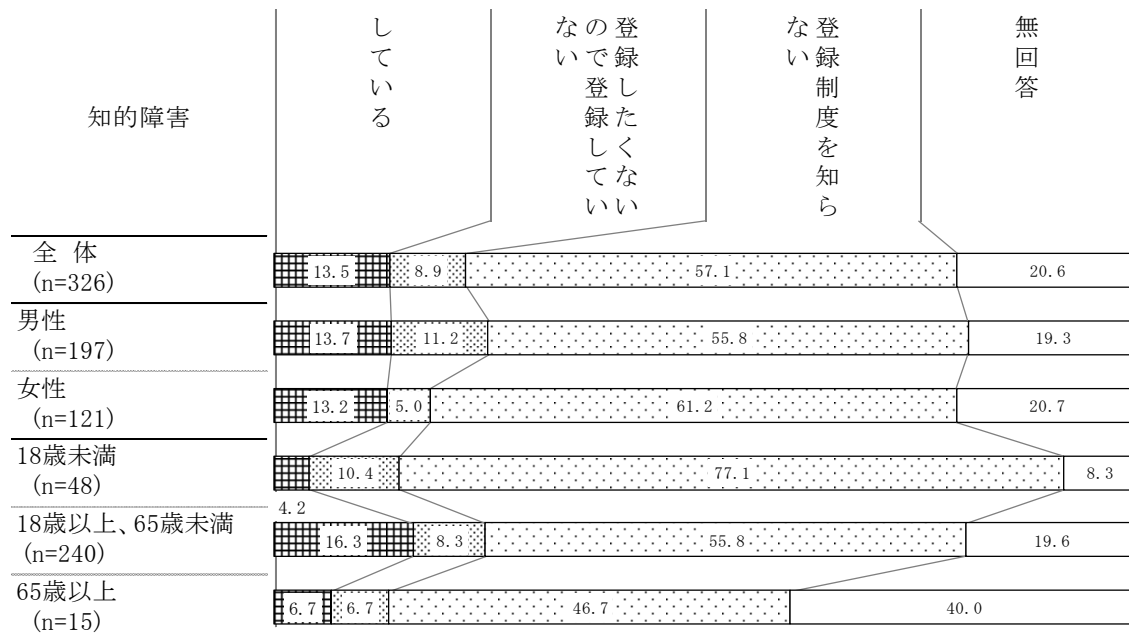 知的障害
している
登録したくない
ので登録してい
ない
登録制度を知ら
ない
無回答
全 体
(n=326)
13.5 8.9 57.1 20.6
男性
(n=197)
13.7 11.2 55.8 19.3
女性
(n=121)
13.2 5.0 61.2 20.7
18歳未満
(n=48)
10.4 77.1 8.3
4.2
18歳以上、65歳未満
(n=240)
16.3 8.3 55.8 19.6
65歳以上
(n=15)
6.7 6.7 46.7 40.0